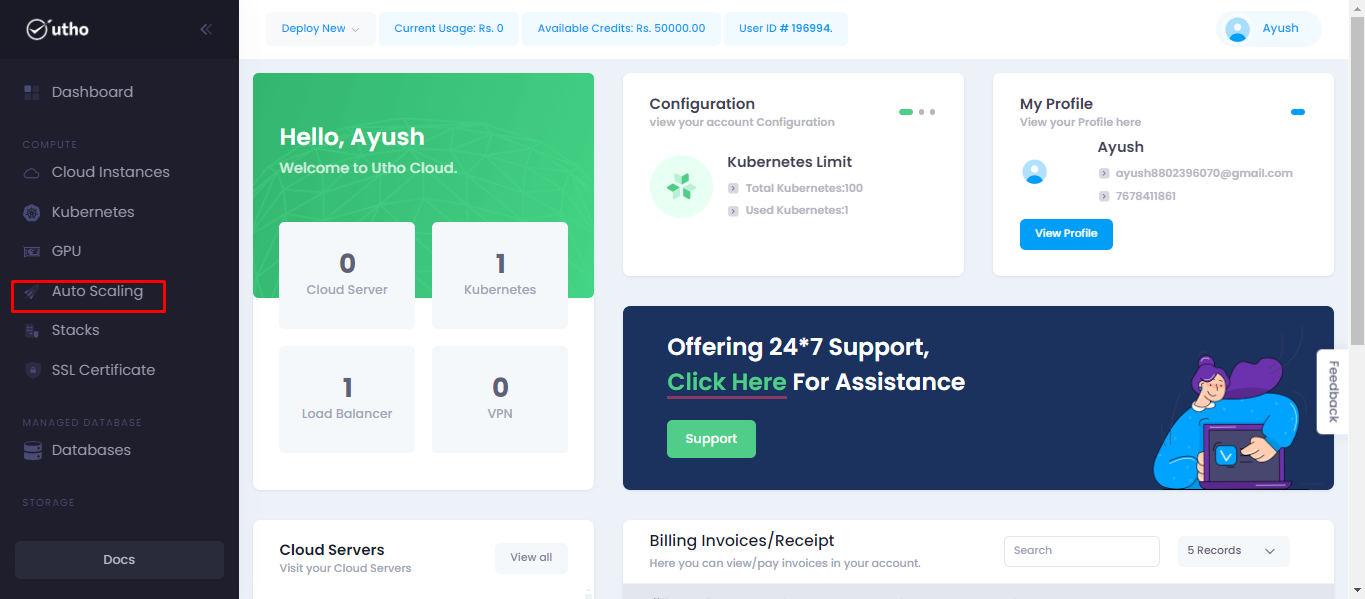 utho
Dashboard
COMPUTE
Cloud Instances
Kubernetes
GPU
Auto Scaling
Stacks
SSL Certificate
MANAGED DATABASE
Databases
STORAGE
Docs
Deploy New
Current Usage: Rs. 0
Available Credits: Rs. 50000.00
User ID # 196994.
Ayush
Hello, Ayush
Welcome to Utho Cloud.
0
Cloud Server
1
Kubernetes
1
Load Balancer
0
VPN
Configuration
view your account Configuration
Kubernetes Limit
Total Kubernetes:100
Used Kubernetes:1
My Profile
View your Profile here
Ayush
ayush8802396070@gmail.com
7678411861
View Profile
Offering 24*7 Support,
Click Here For Assistance
Support
Feedback
Cloud Servers
Visit your Cloud Servers
View all
Billing Invoices/Receipt
Here you can view/pay invoices in your account.
Search
5 Records